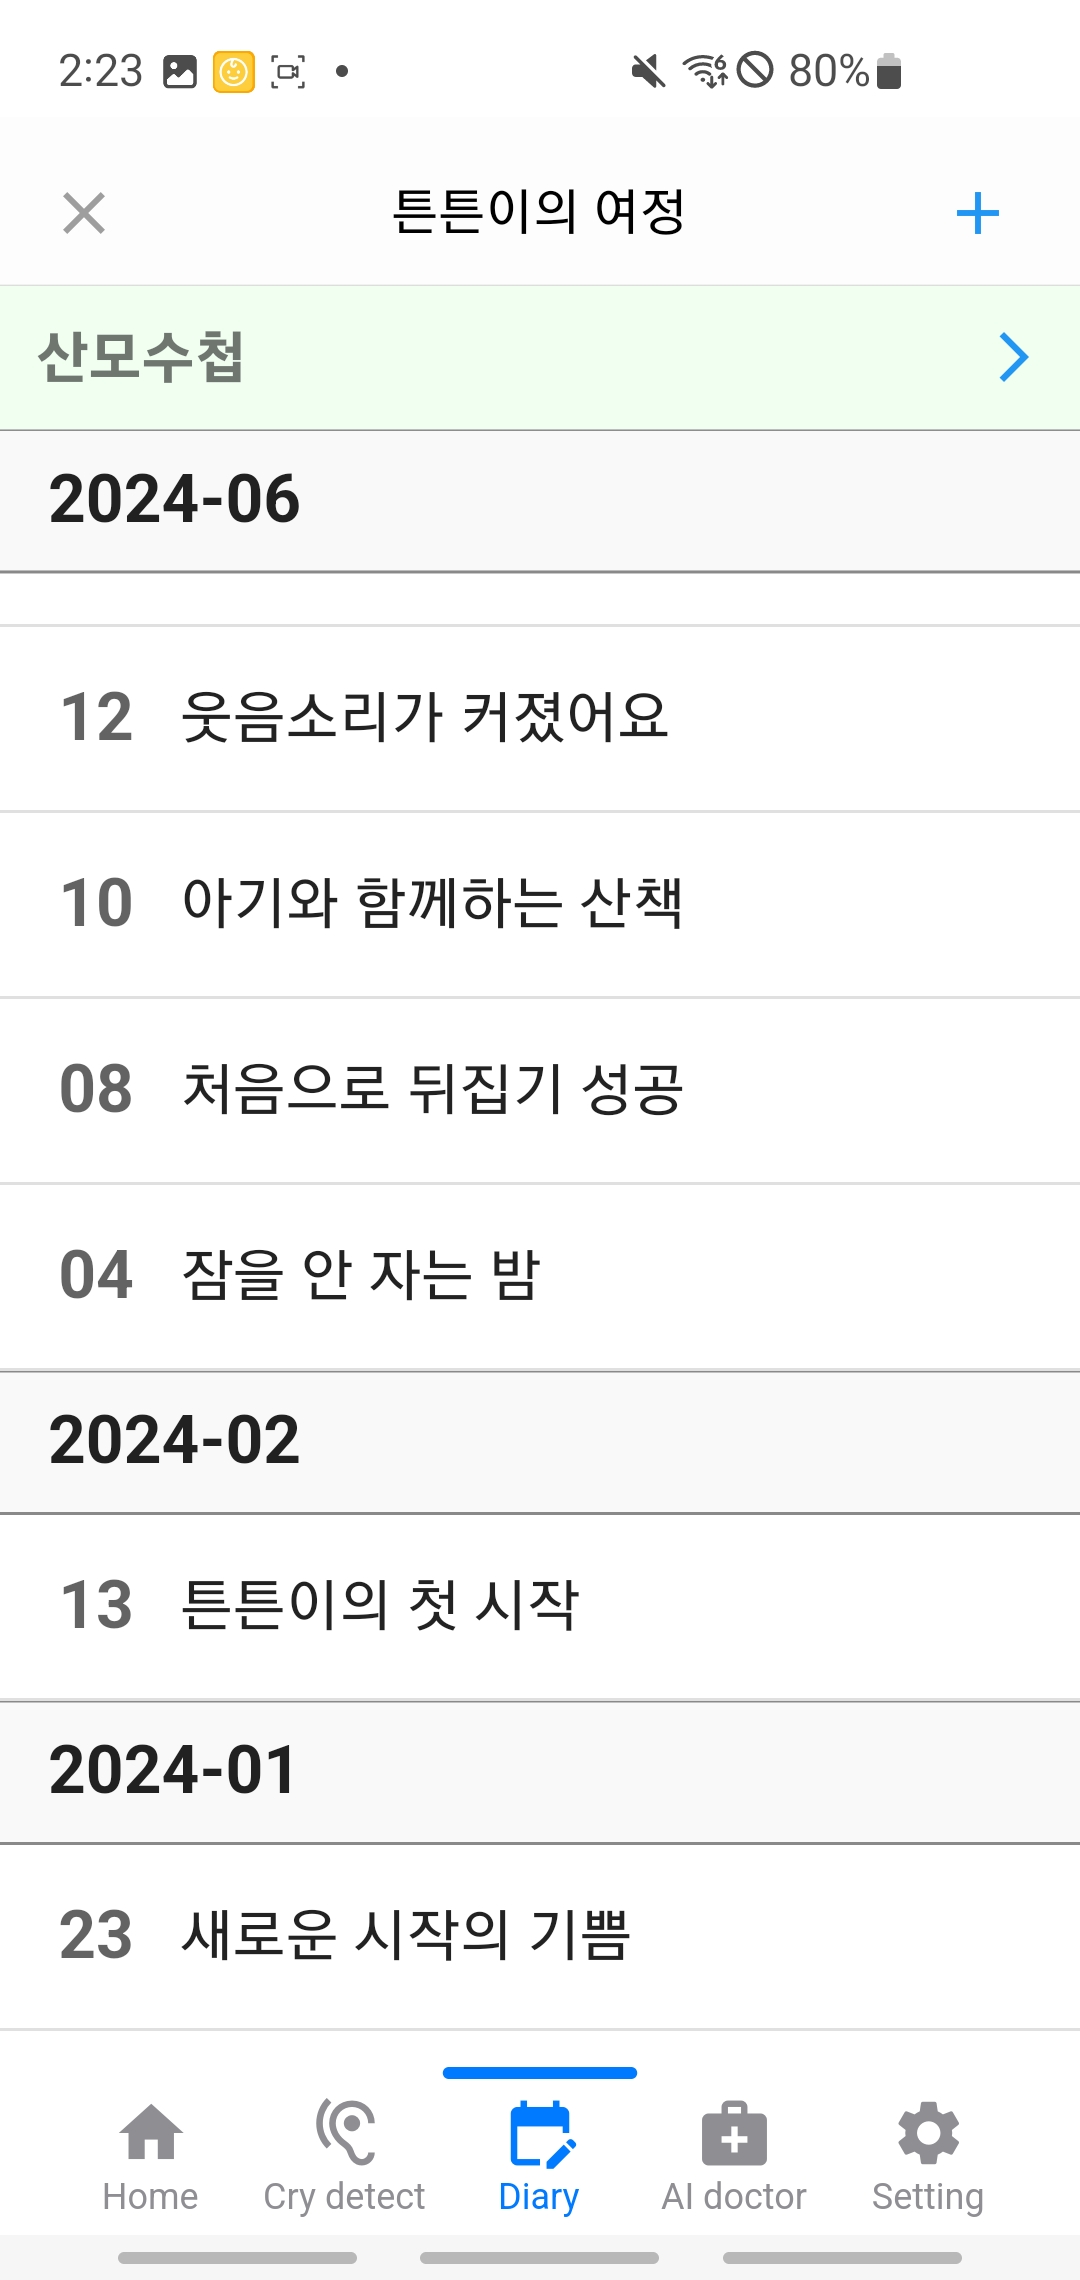 2:23 80%
튼튼이의 여정
산모수첩
2024-06
12 웃음소리가 커졌어요
10 아기와 함께하는 산책
08 처음으로 뒤집기 성공
04 잠을 안 자는 밤
2024-02
13 튼튼이의 첫 시작
2024-01
23 새로운 시작의 기쁨
Home Cry detect Diary AI doctor Setting